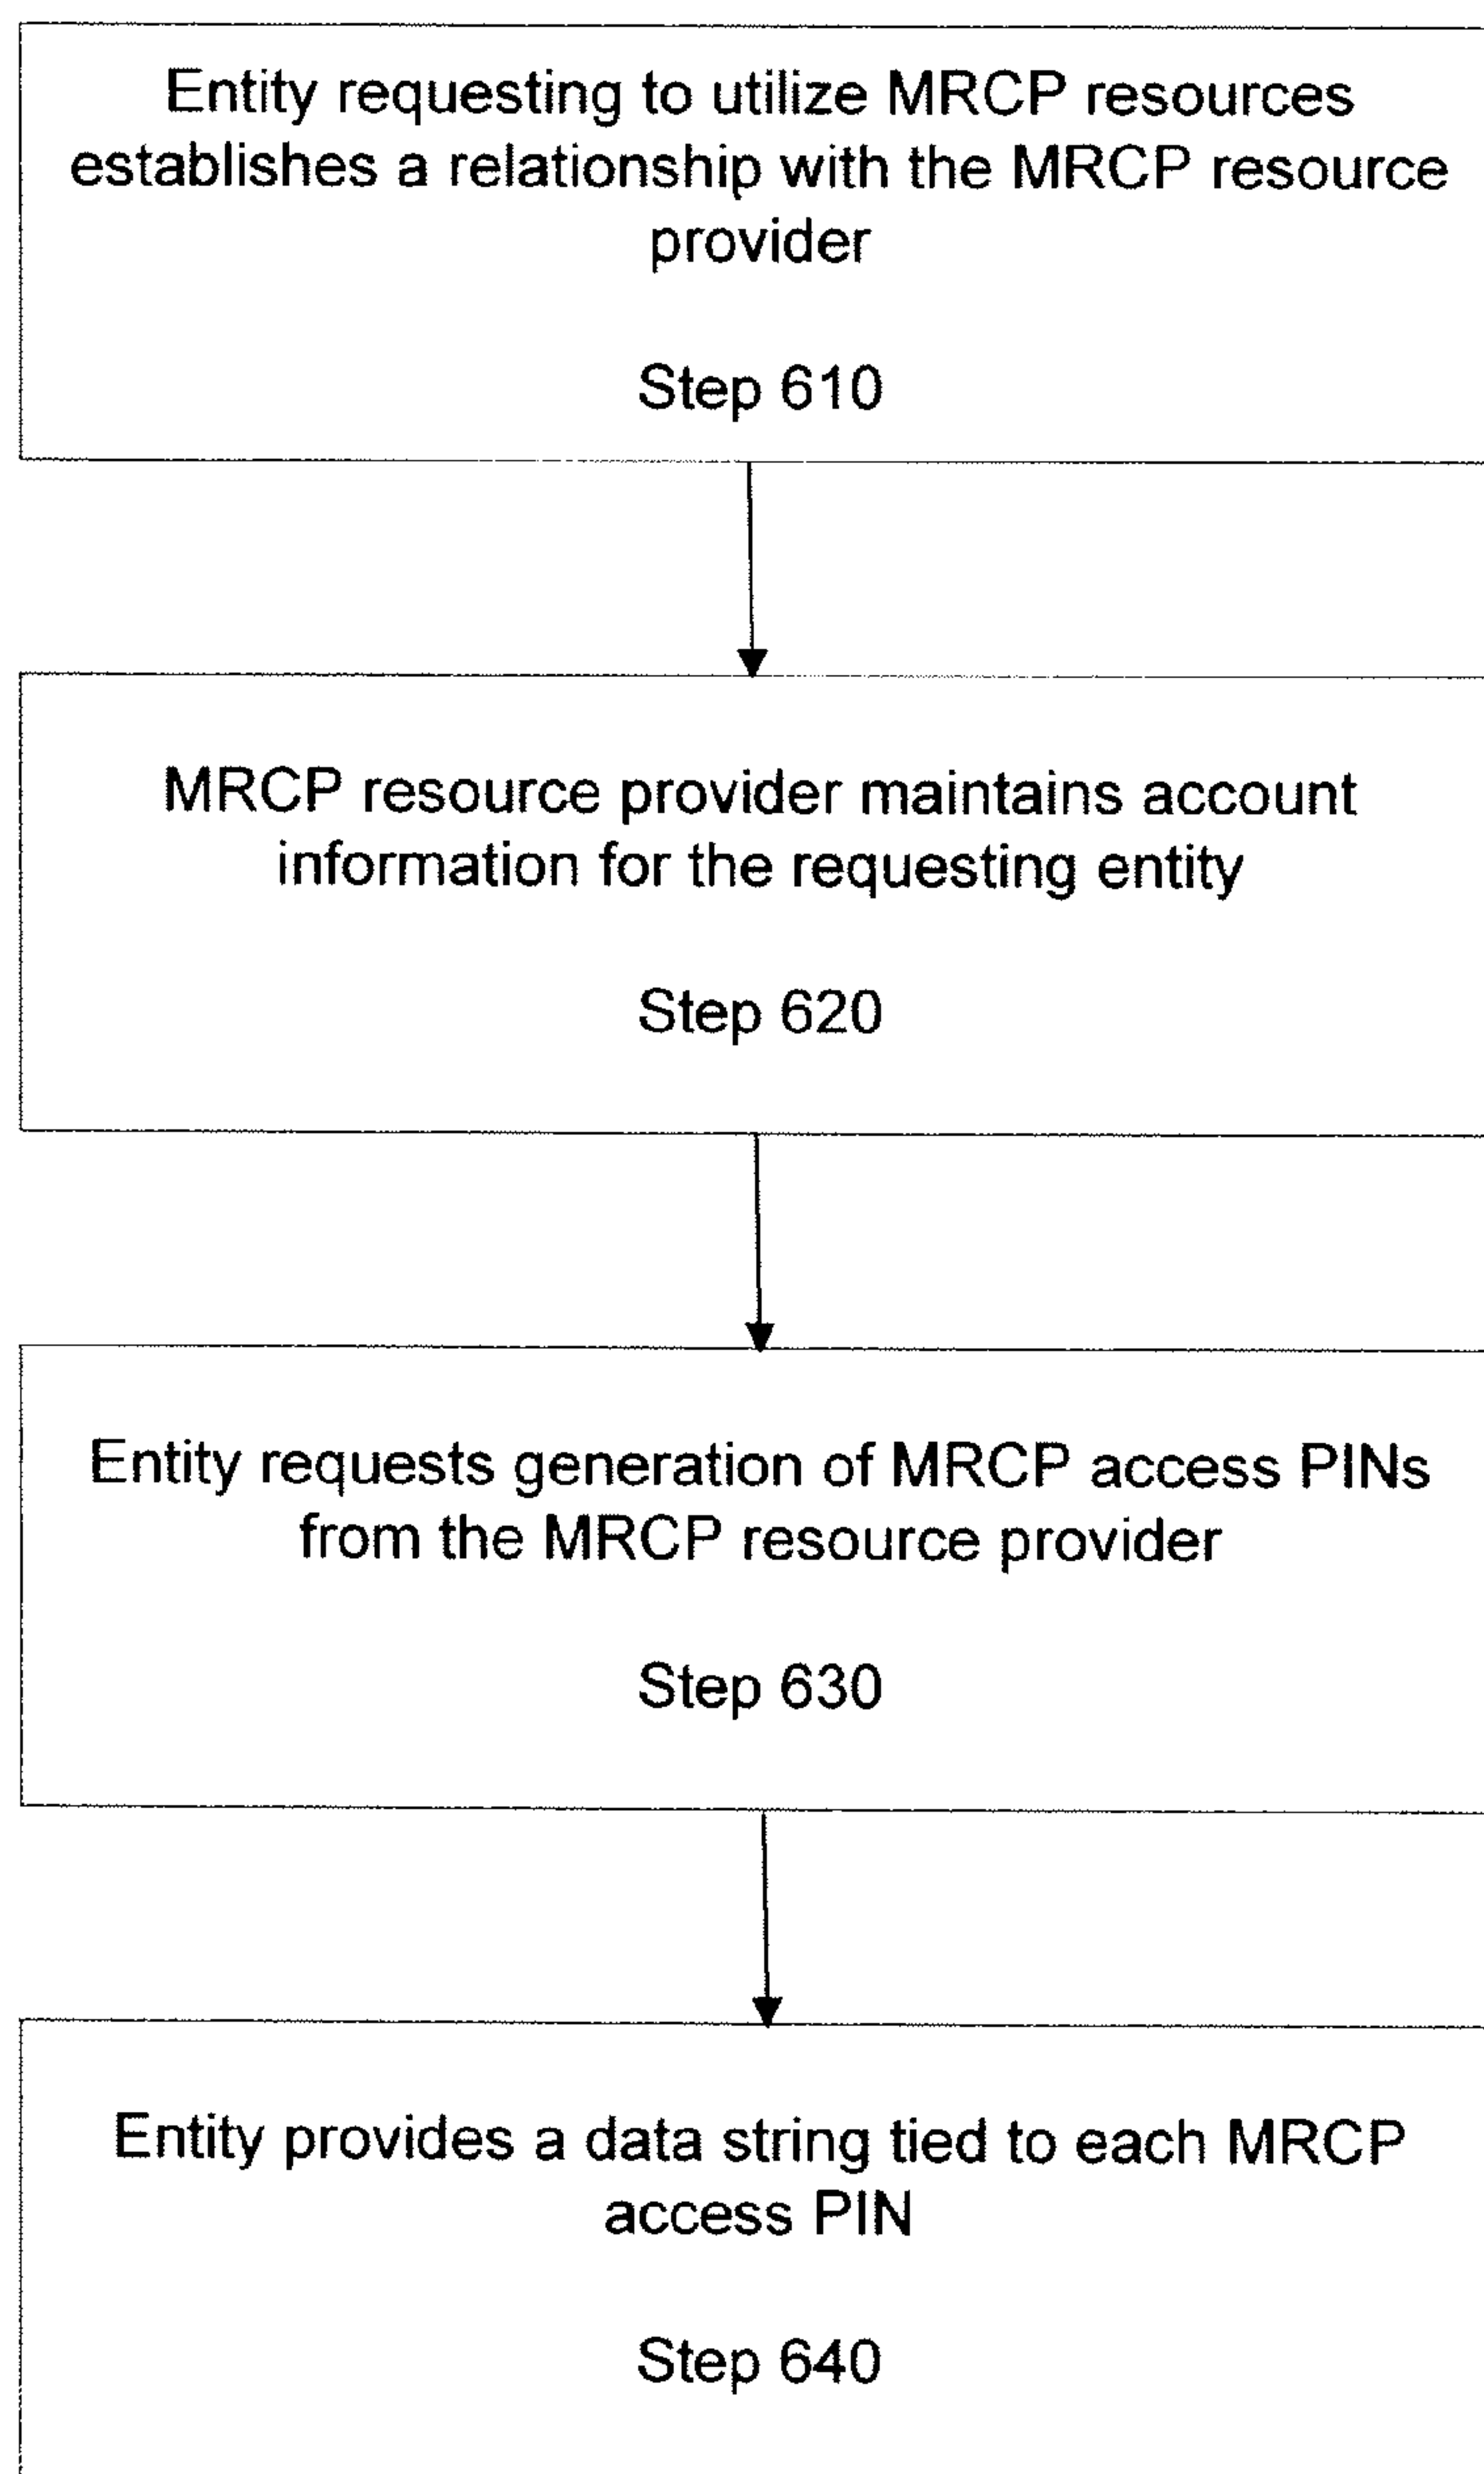 Entity requesting to utilize MRCP resources
establishes a relationship with the MRCP resource
provider
Step 610
MRCP resource provider maintains account
information for the requesting entity
Step 620
Entity requests generation of MRCP access PINs
from the MRCP resource provider
Step 630
Entity provides a data string tied to each MRCP
access PIN
Step 640